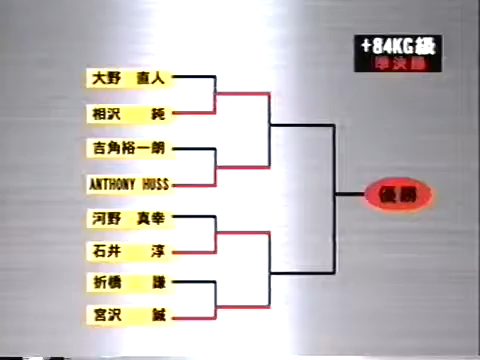 +84KG級
準決勝
大野 直人
相沢 純
吉角裕一朗
ANTHONY HUSS
河野 真幸
石井 淳
折橋 謙
宮沢 誠
優勝